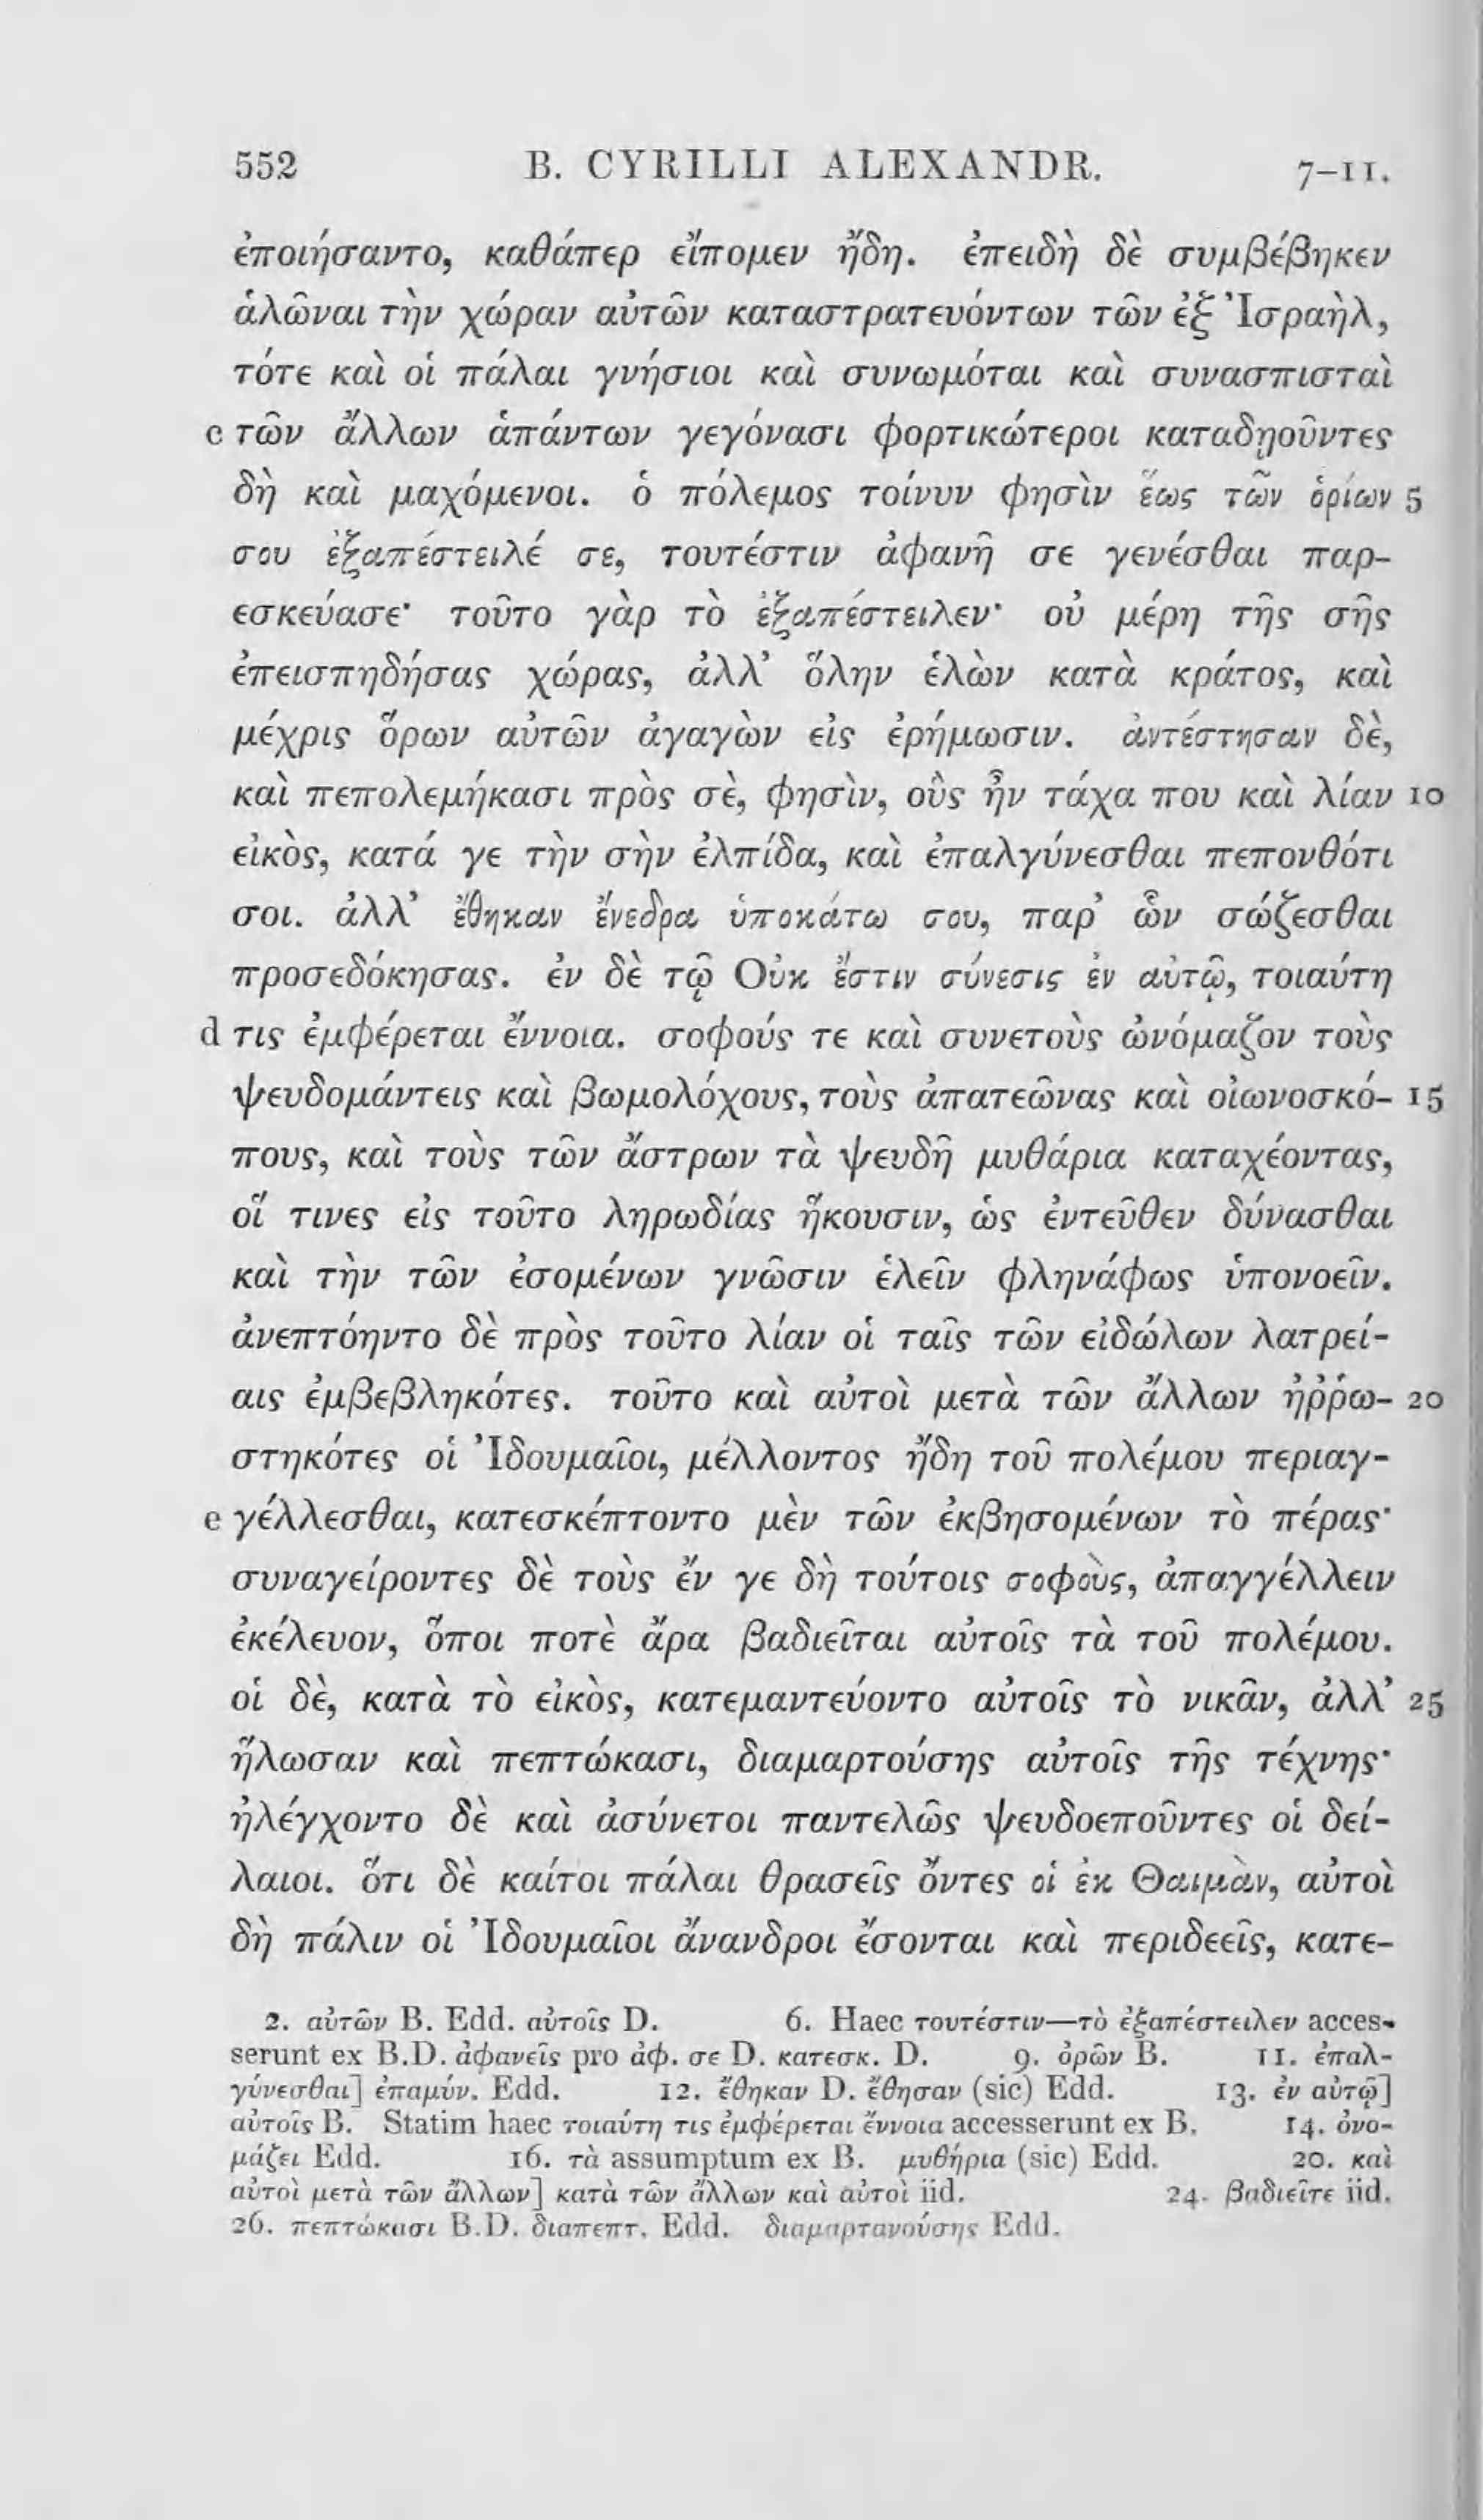 552 B. CYRILLI ALEXANDR. 7–11.
ἐποιήσαντο, καθάπερ εἴπομεν ἤδη. ἐπειδὴ δὲ συμβέβηκεν
ἁλῶναι τὴν χώραν αὐτῶν καταστρατευόντων τῶν ἐξ Ἰσραὴλ,
τότε καὶ οἱ πάλαι γνήσιοι καὶ συνωμόται καὶ συνασπισταὶ
c τῶν ἄλλων ἁπάντων γεγόνασι φορτικώτεροι καταδῃοῦντες
δὴ καὶ μαχόμενοι. ὁ πόλεμος τοίνυν φησὶν ἕως τῶν ὁρίων 5
σου ἐξαπέστειλέ σε, τουτέστιν ἀφανῆ σε γενέσθαι παρ-
εσκεύασε· τοῦτο γὰρ τὸ ἐξαπέστειλεν· οὐ μέρη τῆς σῆς
ἐπεισπηδήσας χώρας, ἀλλ’ ὅλην ἑλὼν κατὰ κράτος, καὶ
μέχρις ὅρων αὐτῶν ἀγαγὼν εἰς ἐρήμωσιν. ἀντέστησαν δὲ,
καὶ πεπολεμήκασι πρὸς σὲ, φησὶν, οὓς ἦν τάχα που καὶ λίαν 10
εἰκὸς, κατά γε τὴν σὴν ἐλπίδα, καὶ ἐπαλγύνεσθαι πεπονθότι
σοι. ἀλλ’ ἔθηκαν ἔνεδρα ὑποκάτω σου, παρ’ ὧν σώζεσθαι
προσεδόκησας. ἐν δὲ τῷ Οὐκ ἔστιν σύνεσις ἐν αὐτῷ, τοιαύτη
d τις ἐμφέρεται ἔννοια. σοφούς τε καὶ συνετοὺς ὠνόμαζον τοὺς
ψευδομάντεις καὶ βωμολόχους, τοὺς ἀπατεῶνας καὶ οἰωνοσκό- 15
πους, καὶ τοὺς τῶν ἄστρων τὰ ψευδῆ μυθάρια καταχέοντας,
οἵ τινες εἰς τοῦτο ληρωδίας ἥκουσιν, ὡς ἐντεῦθεν δύνασθαι
καὶ τὴν τῶν ἐσομένων γνῶσιν ἑλεῖν φληνάφως ὑπονοεῖν.
ἀνεπτόηντο δὲ πρὸς τοῦτο λίαν οἱ ταῖς τῶν εἰδώλων λατρεί-
αις ἐμβεβληκότες. τοῦτο καὶ αὐτοὶ μετὰ τῶν ἄλλων ἠῤῥω- 20
στηκότες οἱ Ἰδουμαῖοι, μέλλοντος ἤδη τοῦ πολέμου περιαγ-
e γέλλεσθαι, κατεσκέπτοντο μὲν τῶν ἐκβησομένων τὸ πέρας·
συναγείροντες δὲ τοὺς ἔν γε δὴ τούτοις σοφοὺς, ἀπαγγέλλειν
ἐκέλευον, ὅποι ποτὲ ἄρα βαδιεῖται αὐτοῖς τὰ τοῦ πολέμου.
οἱ δὲ, κατὰ τὸ εἰκὸς, κατεμαντεύοντο αὐτοῖς τὸ νικᾶν, ἀλλ’ 25
ἥλωσαν καὶ πεπτώκασι, διαμαρτούσης αὐτοῖς τῆς τέχνης·
ἠλέγχοντο δὲ καὶ ἀσύνετοι παντελῶς ψευδοεποῦντες οἱ δεί-
λαιοι. ὅτι δὲ καίτοι πάλαι θρασεῖς ὄντες οἱ ἐκ Θαιμὰν, αὐτοὶ
δὴ πάλιν οἱ Ἰδουμαῖοι ἄνανδροι ἔσονται καὶ περιδεεῖς, κατε-
2. αὐτῶν B. Edd. αὐτοῖς D. 6. Haec τουτέστιν—τὸ ἐξαπέστειλεν acces-
serunt ex B.D. ἀφανεῖς pro ἀφ. σε D. κατεσκ. D. 9. ὁρῶν B. 11. ἐπαλ-
γύνεσθαι] ἐπαμύν. Edd. 12. ἔθηκαν D. ἔθησαν (sic) Edd. 13. ἐν αὐτῷ]
αὐτοῖς B. Statim haec τοιαύτη τις ἐμφέρεται ἔννοια accesserunt ex B. 14. ὀνο-
μάζει Edd. 16. τὰ assumptum ex B. μυθήρια (sic) Edd. 20. καὶ
αὐτοὶ μετὰ τῶν ἄλλων] κατὰ τῶν ἄλλων καὶ αὐτοὶ iid. 24. βαδιεῖτε iid.
26. πεπτώκασι B.D. διαπεπτ. Edd. διαμαρτανούσης Edd.